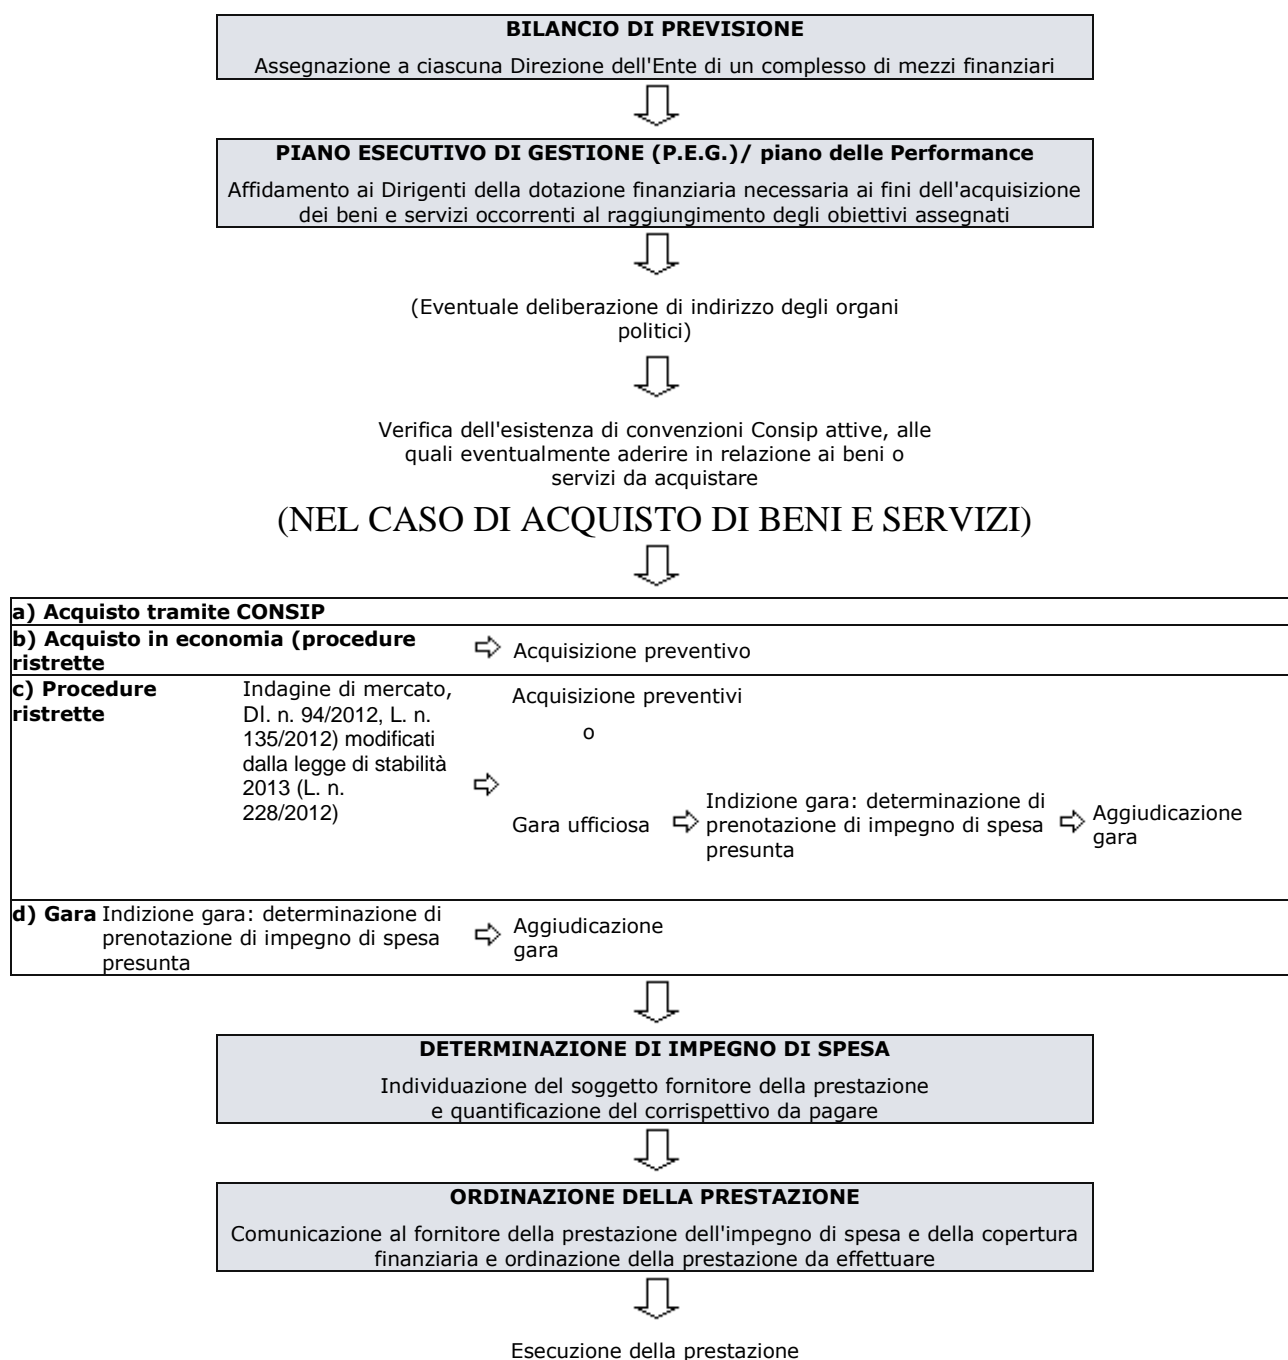 BILANCIO DI PREVISIONE
Assegnazione a ciascuna Direzione dell'Ente di un complesso di mezzi finanziari
PIANO ESECUTIVO DI GESTIONE (P.E.G.)/ piano delle Performance
Affidamento ai Dirigenti della dotazione finanziaria necessaria ai fini dell'acquisizione
dei beni e servizi occorrenti al raggiungimento degli obiettivi assegnati
(Eventuale deliberazione di indirizzo degli organi
politici)
Verifica dell'esistenza di convenzioni Consip attive, alle
quali eventualmente aderire in relazione ai beni o
servizi da acquistare
(NEL CASO DI ACQUISTO DI BENI E SERVIZI)
a) Acquisto tramite CONSIP
b) Acquisto in economia (procedure
ristrette
Acquisizione preventivo
c) Procedure
ristrette
Indagine di mercato,
Dl. n. 94/2012, L. n.
135/2012) modificati
dalla legge di stabilità
2013 (L. n.
228/2012)
Acquisizione preventivi
o
Gara ufficiosa
Indizione gara: determinazione di
prenotazione di impegno di spesa
presunta
Aggiudicazione
gara
d) Gara Indizione gara: determinazione di
prenotazione di impegno di spesa
presunta
Aggiudicazione
gara
DETERMINAZIONE DI IMPEGNO DI SPESA
Individuazione del soggetto fornitore della prestazione
e quantificazione del corrispettivo da pagare
ORDINAZIONE DELLA PRESTAZIONE
Comunicazione al fornitore della prestazione dell'impegno di spesa e della copertura
finanziaria e ordinazione della prestazione da effettuare
Esecuzione della prestazione